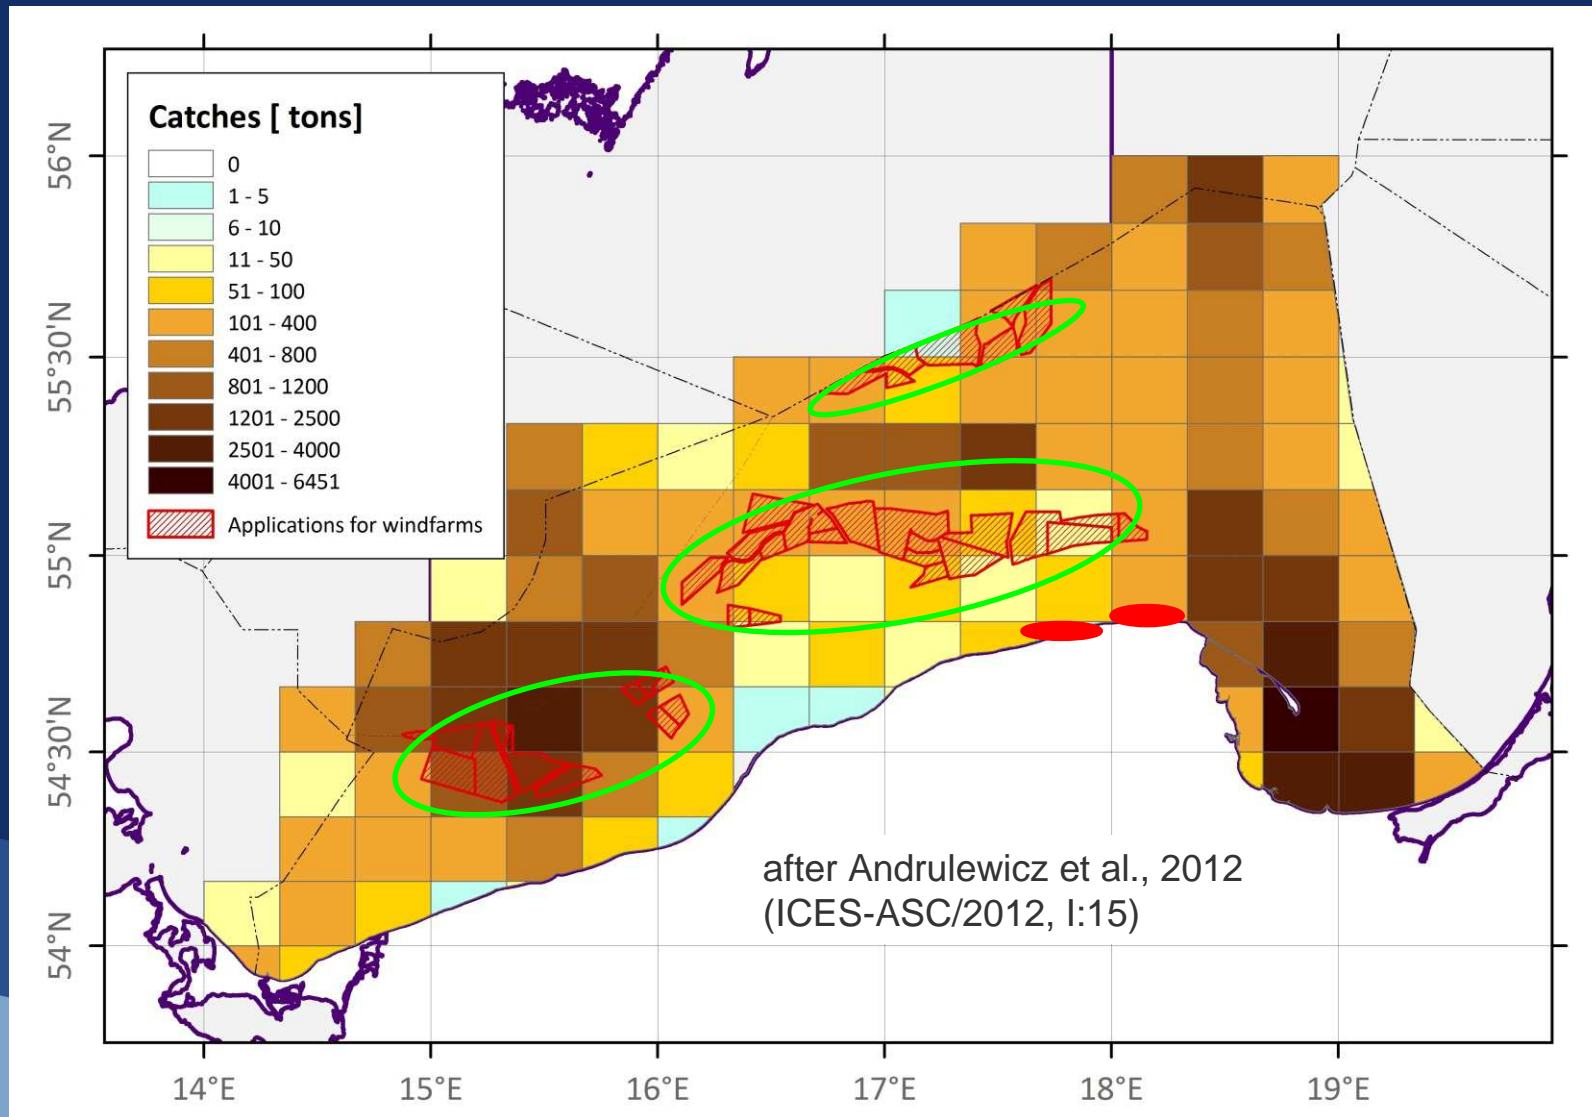 Catches [ tons]
0
1 - 5
6 - 10
11 - 50
51 - 100
101 - 400
401 - 800
801 - 1200
1201 - 2500
2501 - 4000
4001 - 6451
Applications for windfarms
56°N
55°30'N
55°N
54°30'N
54°N
after Andrulewicz et al., 2012
(ICES-ASC/2012, I:15)
14°E
15°E
16°E
17°E
18°E
19°E